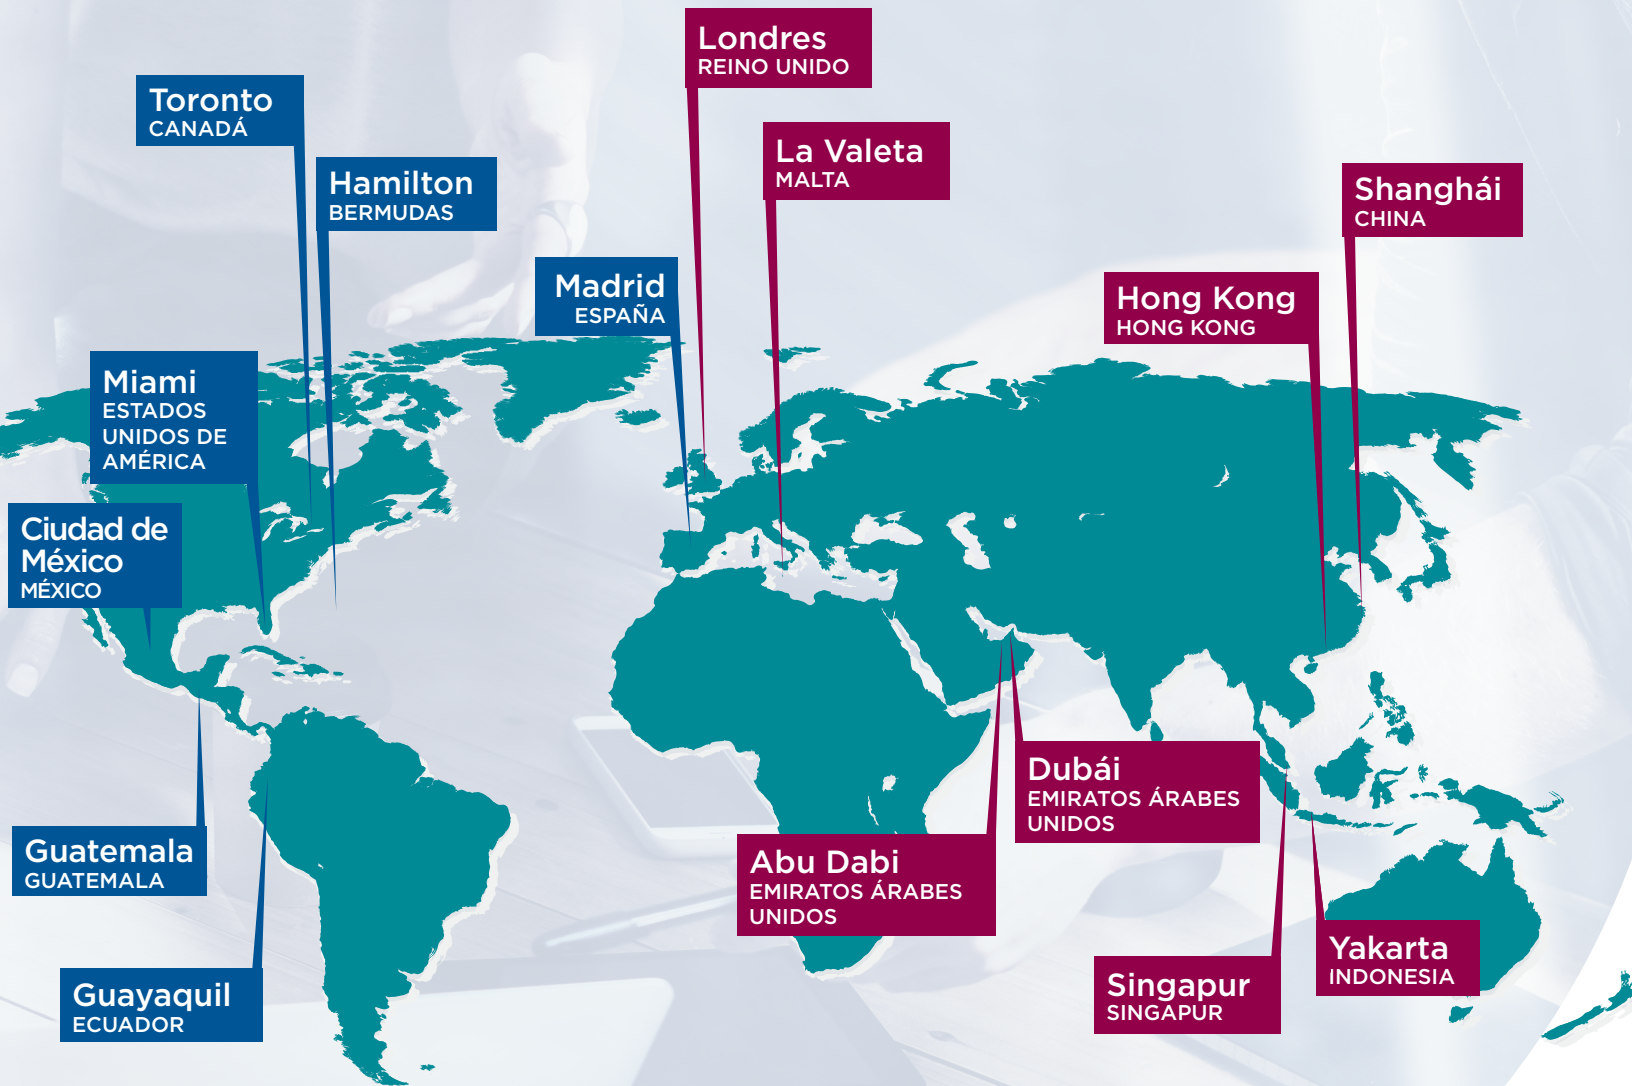 Londres
REINO UNIDO
Toronto
CANADÁ
La Valeta
MALTA
Hamilton
BERMUDAS
Shanghái
CHINA
Madrid
ESPAÑA
Hong Kong
HONG KONG
Miami
ESTADOS
UNIDOS DE
AMÉRICA
Ciudad de
México
MÉXICO
Dubái
EMIRATOS ÁRABES
UNIDOS
Guatemala
GUATEMALA
Abu Dabi
EMIRATOS ÁRABES
UNIDOS
Yakarta
INDONESIA
Singapur
SINGAPUR
Guayaquil
ECUADOR